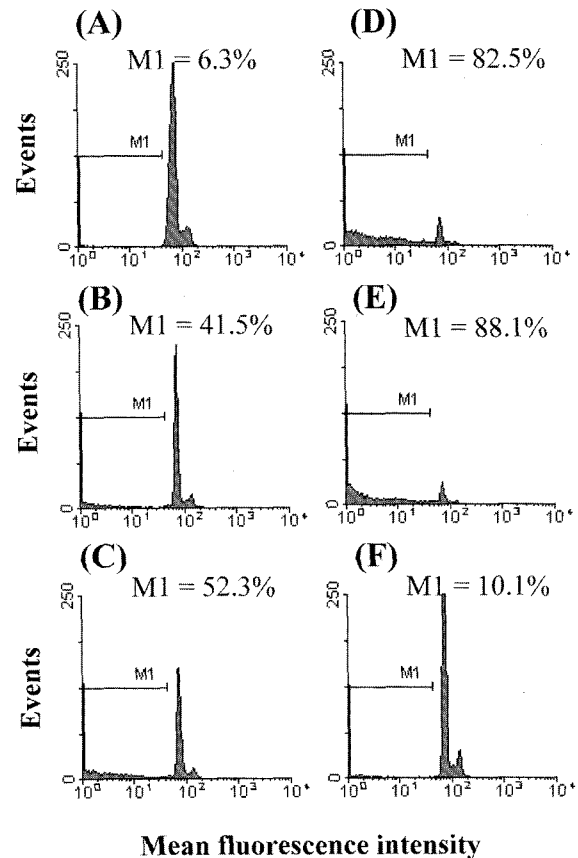 (A)
M1 = 6.3%
250
M1
Events
0
10⁰ 10¹ 10² 10³ 10⁴
(D)
M1 = 82.5%
250
M1
0
10⁰ 10¹ 10² 10³ 10⁴
(B)
M1 = 41.5%
250
M1
Events
0
10⁰ 10¹ 10² 10³ 10⁴
(E)
M1 = 88.1%
250
M1
0
10⁰ 10¹ 10² 10³ 10⁴
(C)
M1 = 52.3%
250
M1
Events
0
10⁰ 10¹ 10² 10³ 10⁴
(F)
M1 = 10.1%
250
M1
0
10⁰ 10¹ 10² 10³ 10⁴
Mean fluorescence intensity